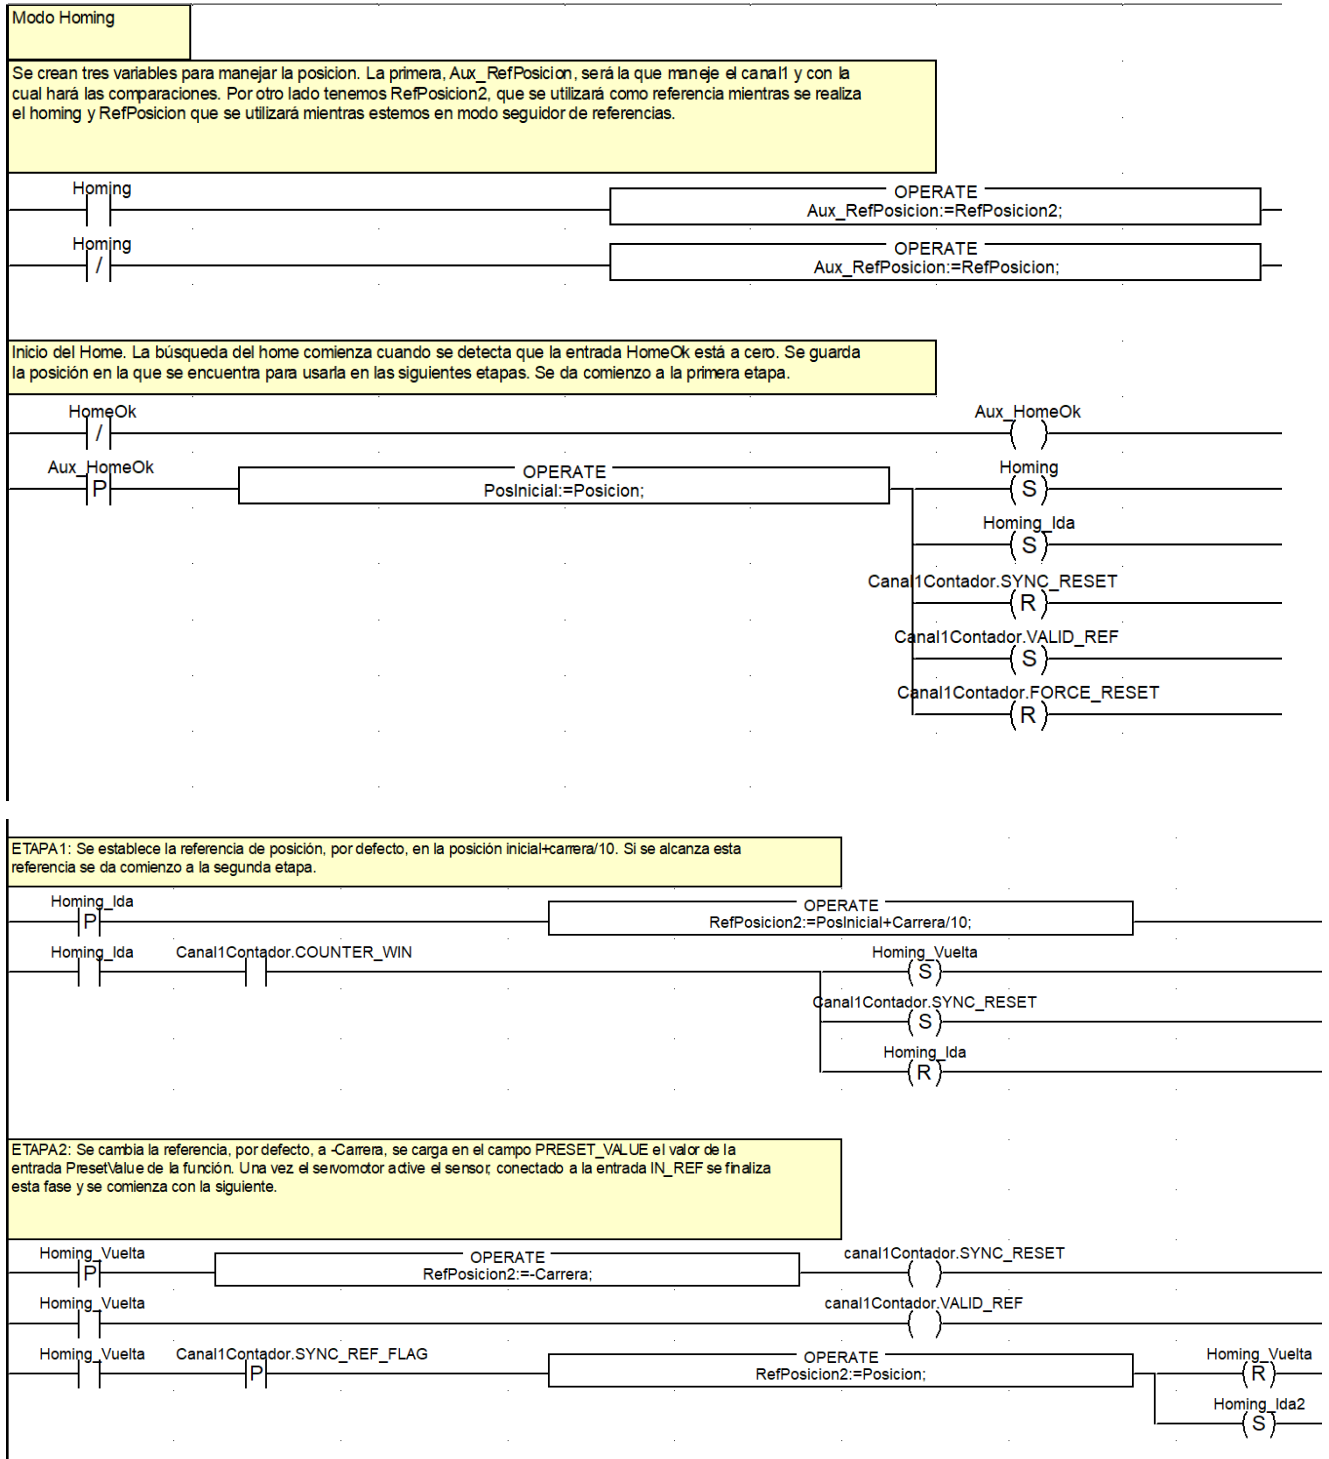 Modo Homing
Se crean tres variables para manejar la posicion. La primera, Aux_RefPosicion, será la que maneje el canal1 y con la
cual hará las comparaciones. Por otro lado tenemos RefPosicion2, que se utilizará como referencia mientras se realiza
el homing y RefPosicion que se utilizará mientras estemos en modo seguidor de referencias.
Homing
OPERATE
Aux_RefPosicion:=RefPosicion2;
Homing
/
OPERATE
Aux_RefPosicion:=RefPosicion;
Inicio del Home. La búsqueda del home comienza cuando se detecta que la entrada HomeOk está a cero. Se guarda
la posición en la que se encuentra para usarla en las siguientes etapas. Se da comienzo a la primera etapa.
HomeOk
/
Aux_HomeOk
( )
Aux_HomeOk
P
OPERATE
PosInicial:=Posicion;
Homing
(S)
Homing_Ida
(S)
Canal1Contador.SYNC_RESET
(R)
Canal1Contador.VALID_REF
(S)
Canal1Contador.FORCE_RESET
(R)
ETAPA1: Se establece la referencia de posición, por defecto, en la posición inicial+carrera/10. Si se alcanza esta
referencia se da comienzo a la segunda etapa.
Homing_Ida
P
OPERATE
RefPosicion2:=PosInicial+Carrera/10;
Homing_Ida
Canal1Contador.COUNTER_WIN
Homing_Vuelta
(S)
Canal1Contador.SYNC_RESET
(S)
Homing_Ida
(R)
ETAPA2: Se cambia la referencia, por defecto, a -Carrera, se carga en el campo PRESET_VALUE el valor de la
entrada PresetValue de la función. Una vez el servomotor active el sensor, conectado a la entrada IN_REF se finaliza
esta fase y se comienza con la siguiente.
Homing_Vuelta
P
OPERATE
RefPosicion2:=-Carrera;
canal1Contador.SYNC_RESET
( )
Homing_Vuelta
canal1Contador.VALID_REF
( )
Homing_Vuelta
Canal1Contador.SYNC_REF_FLAG
P
OPERATE
RefPosicion2:=Posicion;
Homing_Vuelta
(R)
Homing_Ida2
(S)